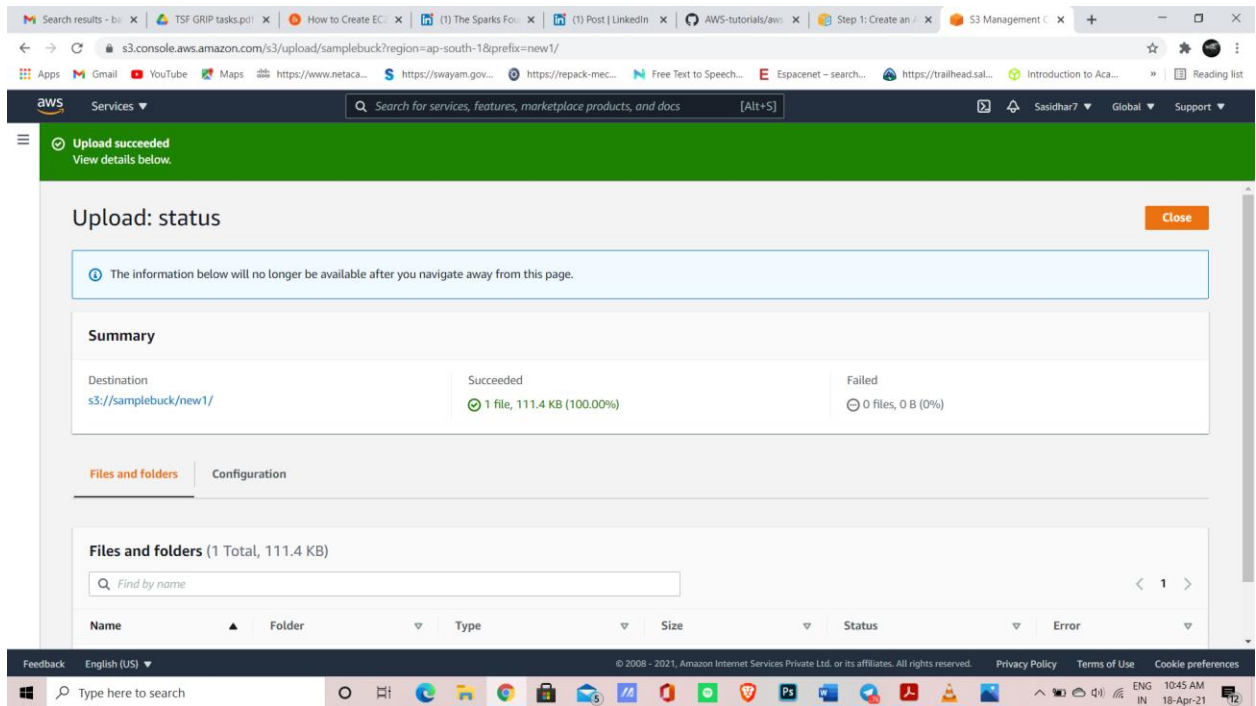 Search results - ba
TSF GRIP tasks.pdf
How to Create EC2
(1) The Sparks Fou
(1) Post | LinkedIn
AWS-tutorials/aws
Step 1: Create an A
S3 Management C
s3.console.aws.amazon.com/s3/upload/samplebuck?region=ap-south-1&prefix=new1/
Apps Gmail YouTube Maps https://www.netaca... https://swayam.gov... https://repack-mec... Free Text to Speech... Espacenet – search... https://trailhead.sal... Introduction to Aca... » Reading list
aws Services ▼ Search for services, features, marketplace products, and docs [Alt+S] Sasidhar7 ▼ Global ▼ Support ▼
Upload succeeded
View details below.
Upload: status
Close
The information below will no longer be available after you navigate away from this page.
Summary
Destination
s3://samplebuck/new1/
Succeeded
1 file, 111.4 KB (100.00%)
Failed
0 files, 0 B (0%)
Files and folders
Configuration
Files and folders (1 Total, 111.4 KB)
Find by name
< 1 >
Name Folder Type Size Status Error
Feedback English (US) ▼ © 2008 - 2021, Amazon Internet Services Private Ltd. or its affiliates. All rights reserved. Privacy Policy Terms of Use Cookie preferences
Type here to search
5
Ps
ENG
IN
10:45 AM
18-Apr-21
12